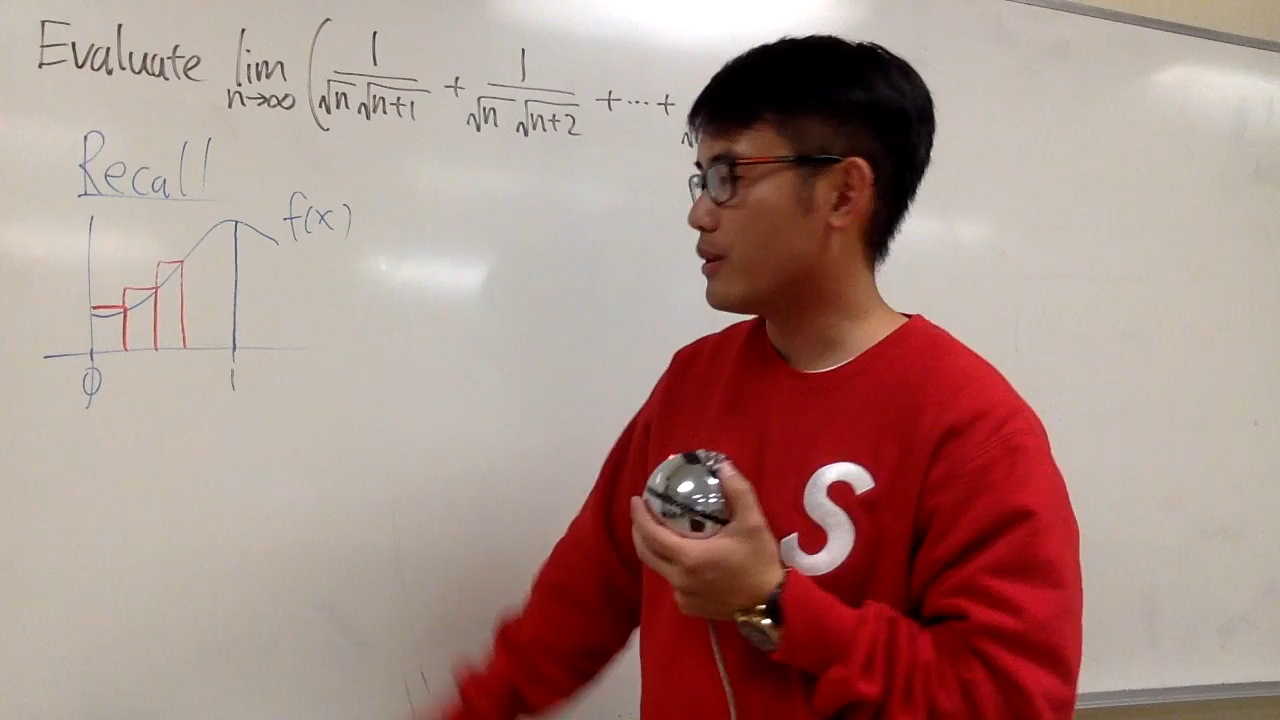 Evaluate lim n→∞ ( 1/(√n √n+1) + 1/(√n √n+2) + ... +
Recall
f(x)
0 1
S